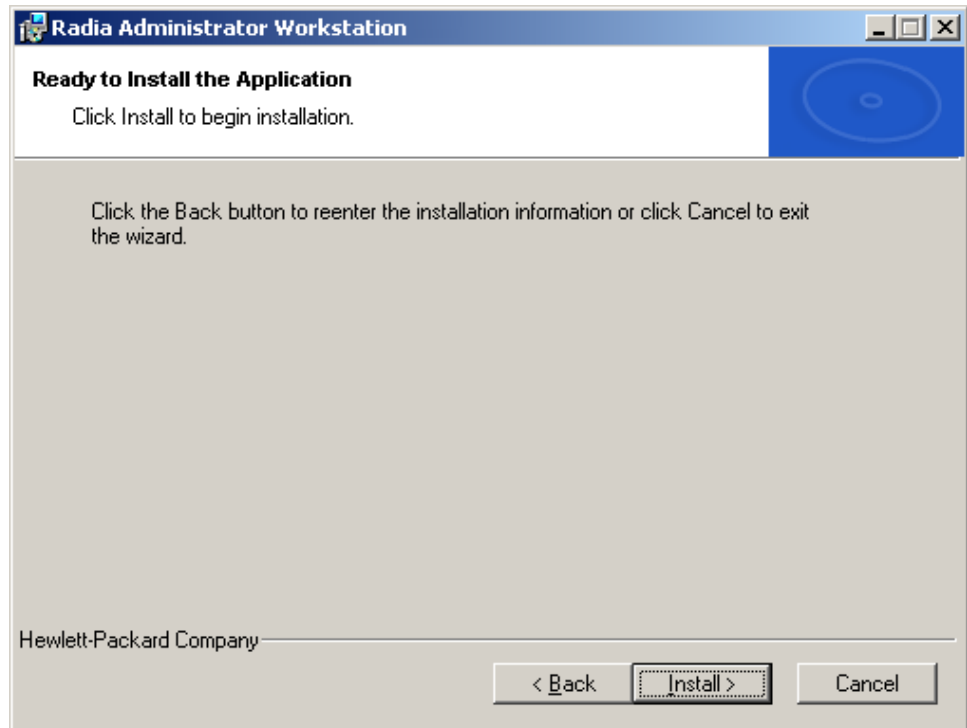 Radia Administrator Workstation
Ready to Install the Application
Click Install to begin installation.
Click the Back button to reenter the installation information or click Cancel to exit
the wizard.
Hewlett-Packard Company
< Back Install > Cancel